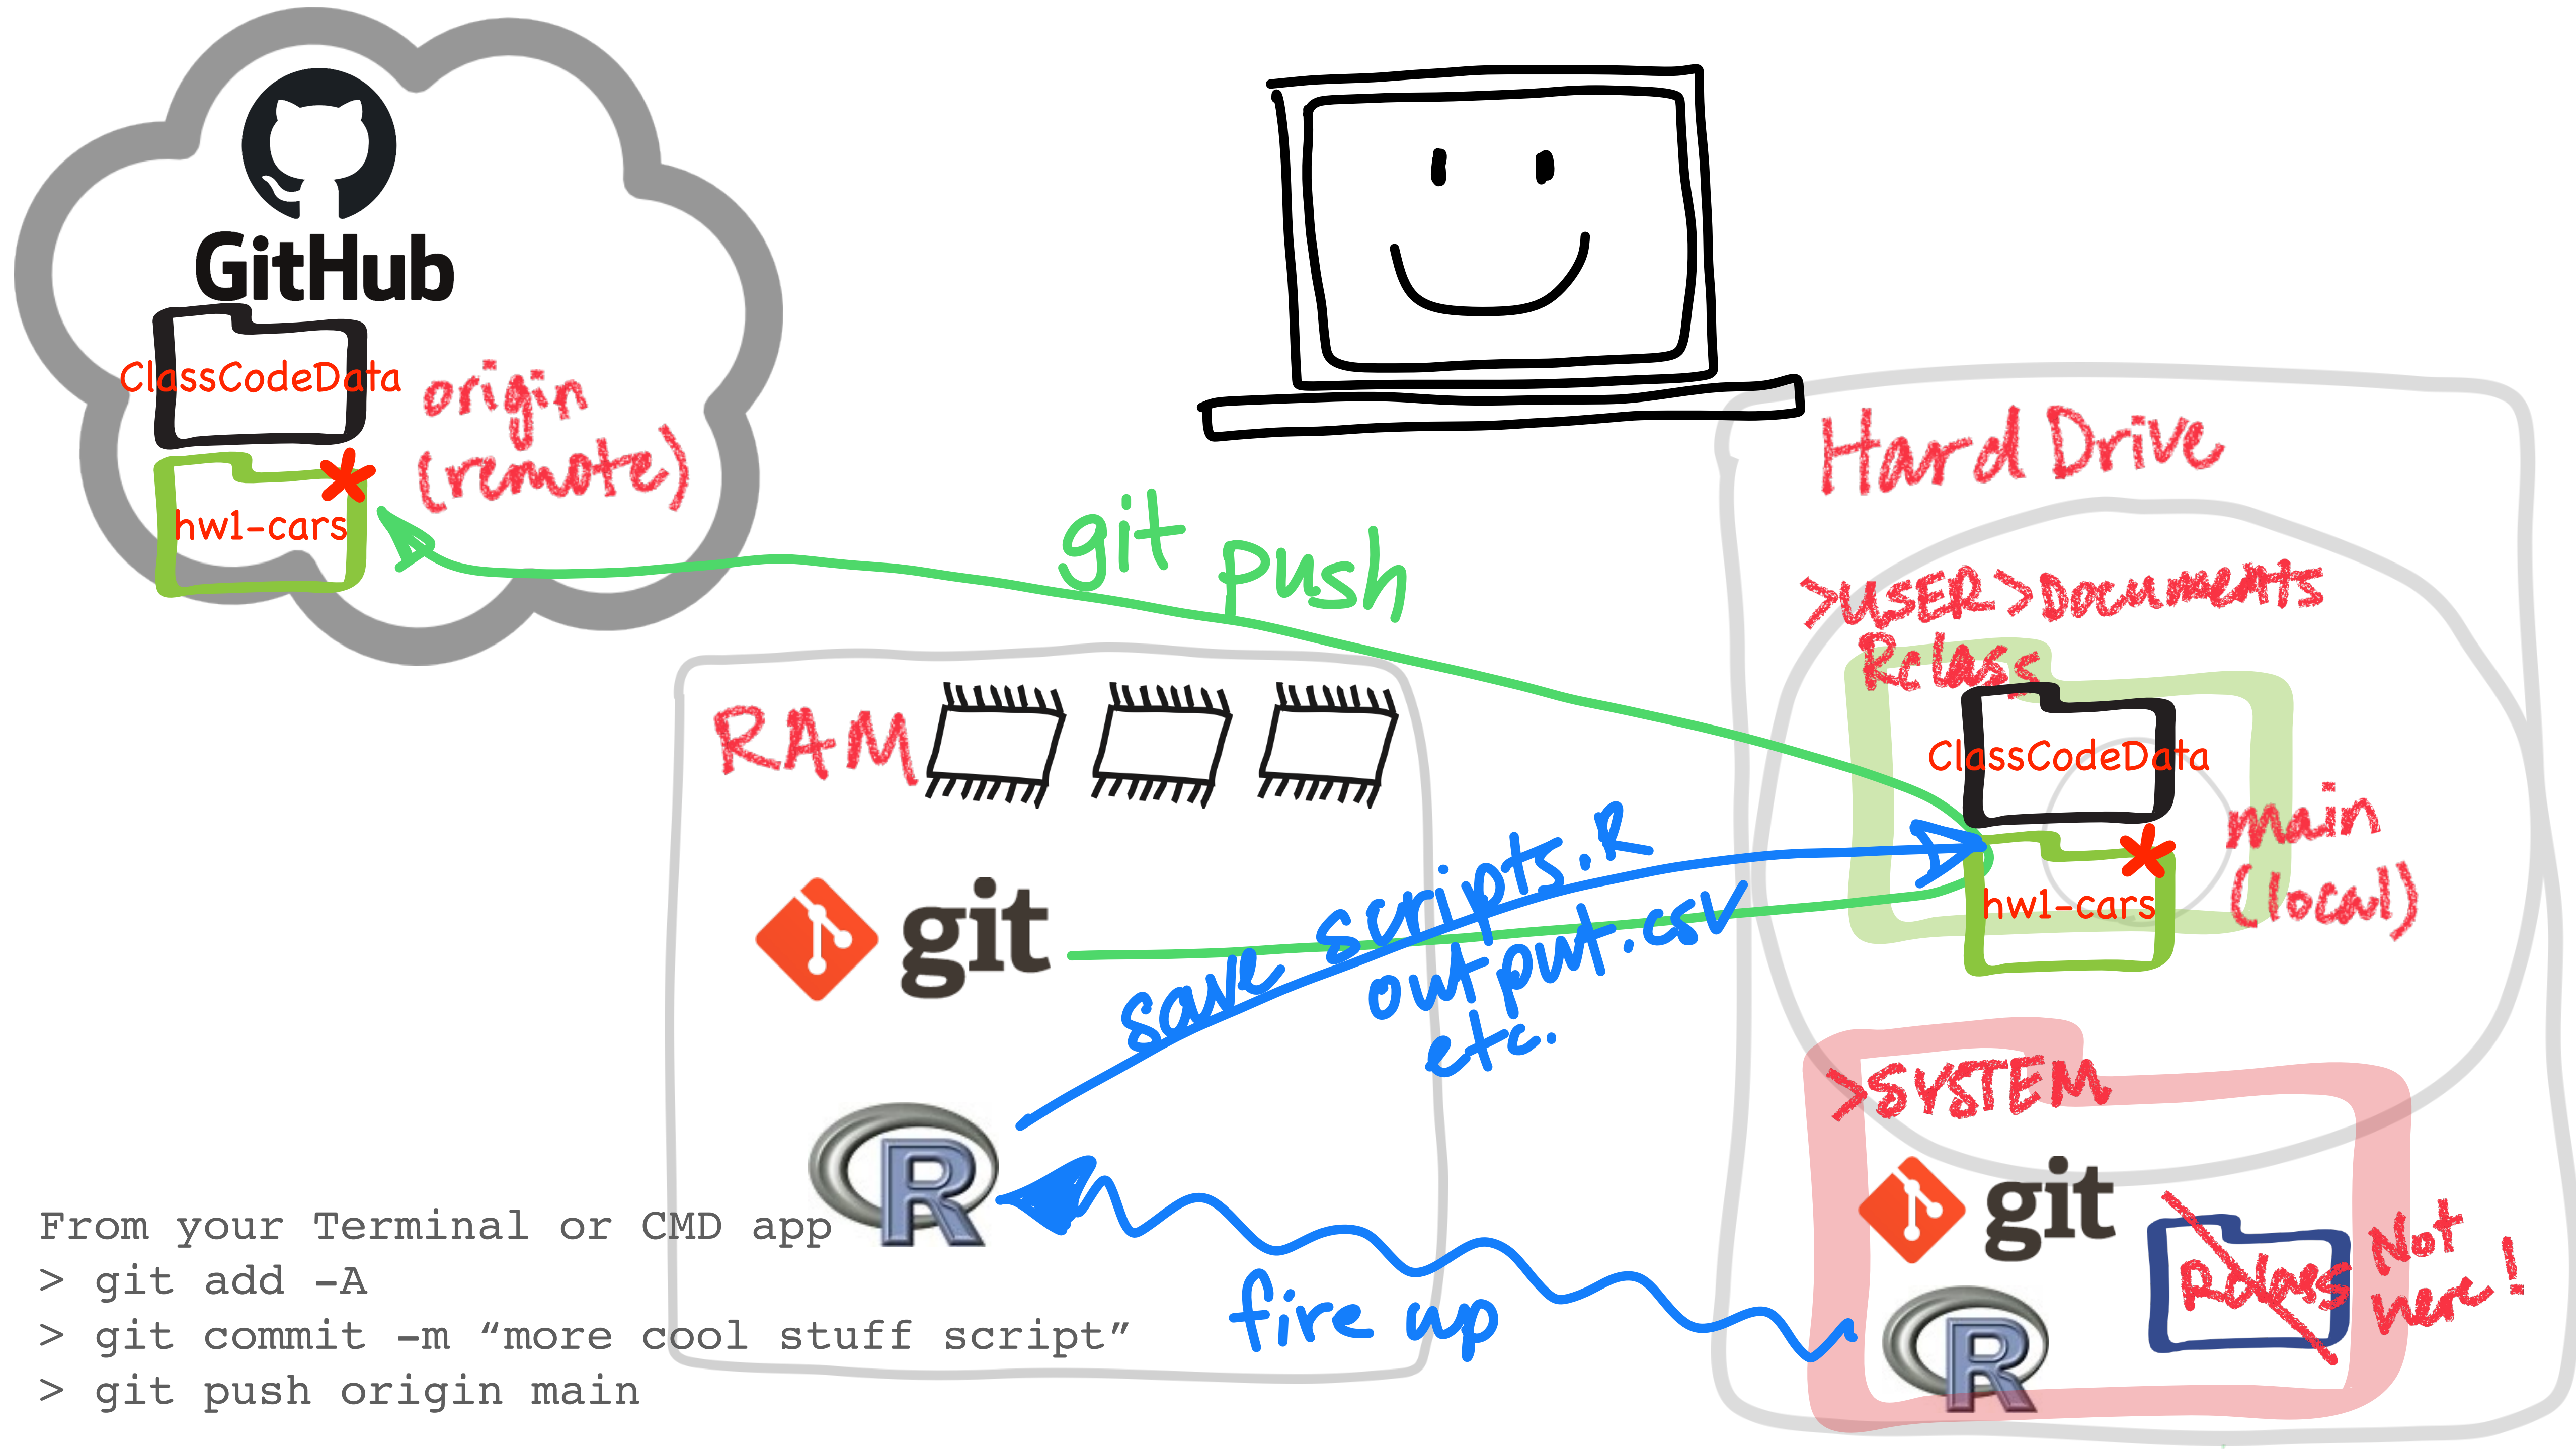 GitHub
ClassCodeData
origin
(remote)
hw1-cars
git push
Hard Drive
>USER>Documents
Rclass
ClassCodeData
main
(local)
hw1-cars
RAM
git
save scripts.R
output.csv
etc.
R
fire up
>SYSTEM
git
R
Rclass
Not
here!
From your Terminal or CMD app
> git add -A
> git commit -m “more cool stuff script”
> git push origin main